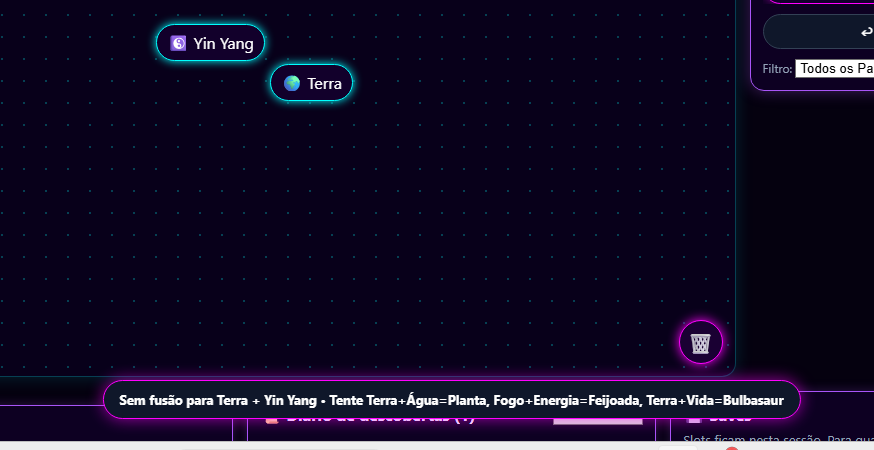 Yin Yang
Terra
Filtro: Todos os Pa
Sem fusão para Terra + Yin Yang • Tente Terra+Água=Planta, Fogo+Energia=Feijoada, Terra+Vida=Bulbasaur
Slots ficam nesta sessão. Para qua